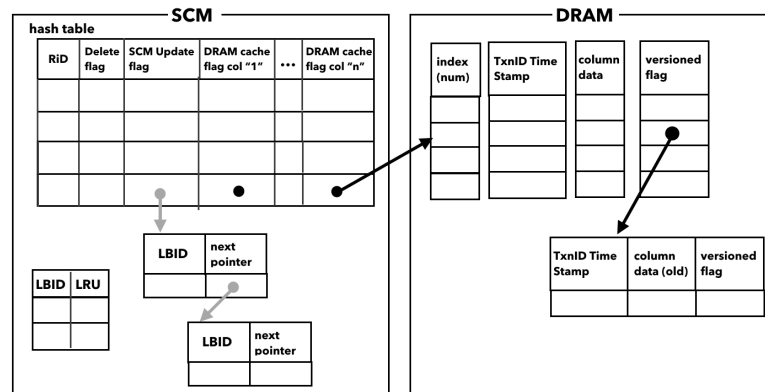 SCM
hash table
RiD
Delete
flag
SCM Update
flag
DRAM cache
flag col “1”
...
DRAM cache
flag col “n”
LBID
next
pointer
LBID
LRU
LBID
next
pointer
DRAM
index
(num)
TxnID Time
Stamp
column
data
versioned
flag
TxnID Time
Stamp
column
data (old)
versioned
flag